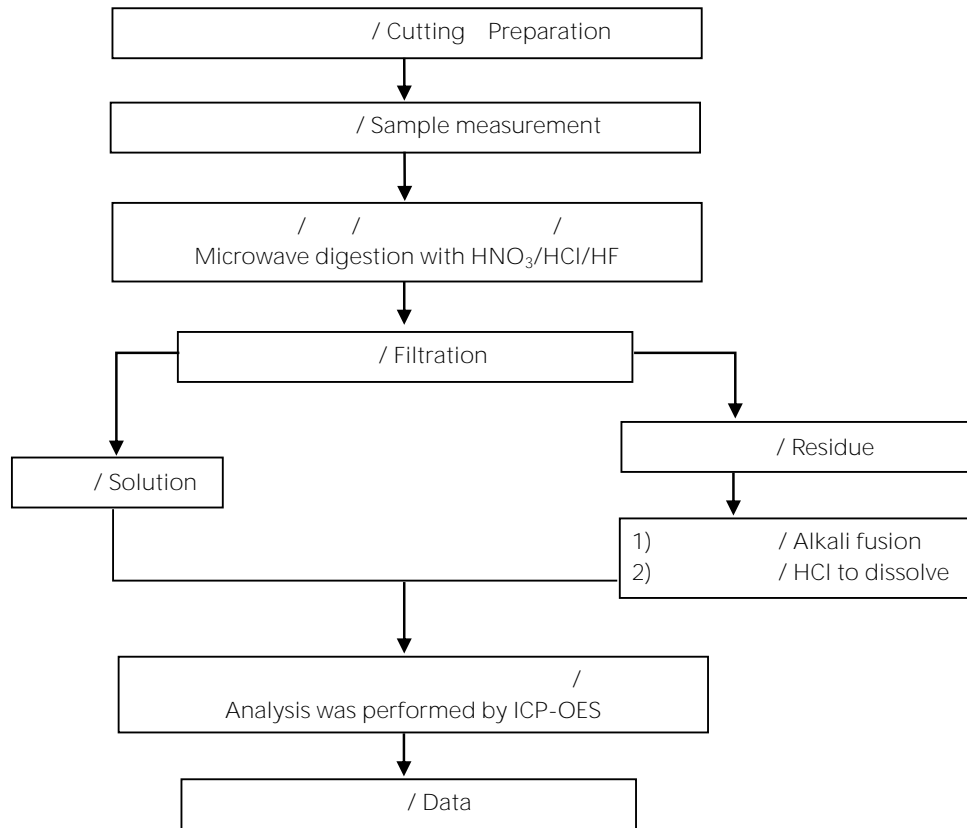 / Cutting Preparation
/ Sample measurement
/ / /
Microwave digestion with HNO₃/HCl/HF
/ Filtration
/ Residue
/ Solution
1) / Alkali fusion
2) / HCl to dissolve
/
Analysis was performed by ICP-OES
/ Data